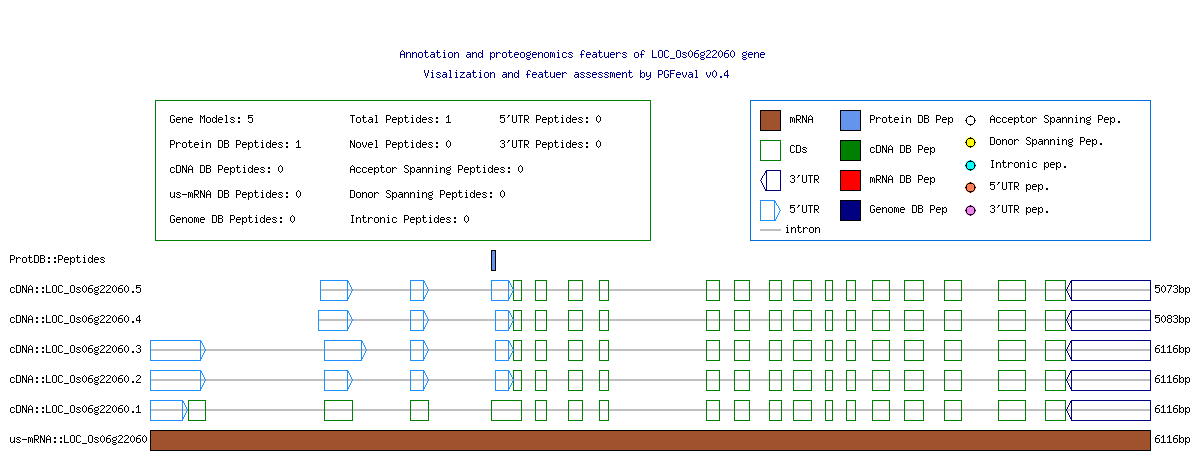 Annotation and proteogenomics featuers of LOC_Os06g22060 gene
Visalization and featuer assessment by PGFeval v0.4
Gene Models: 5 Total Peptides: 1 5'UTR Peptides: 0
Protein DB Peptides: 1 Novel Peptides: 0 3'UTR Peptides: 0
cDNA DB Peptides: 0 Acceptor Spanning Peptides: 0
us-mRNA DB Peptides: 0 Donor Spanning Peptides: 0
Genome DB Peptides: 0 Intronic Peptides: 0
mRNA Protein DB Pep Acceptor Spanning Pep.
CDs cDNA DB Pep Donor Spanning Pep.
3'UTR mRNA DB Pep Intronic pep.
5'UTR Genome DB Pep 5'UTR pep.
intron 3'UTR pep.
ProtDB::Peptides
cDNA::LOC_Os06g22060.5 5073bp
cDNA::LOC_Os06g22060.4 5083bp
cDNA::LOC_Os06g22060.3 6116bp
cDNA::LOC_Os06g22060.2 6116bp
cDNA::LOC_Os06g22060.1 6116bp
us-mRNA::LOC_Os06g22060 6116bp